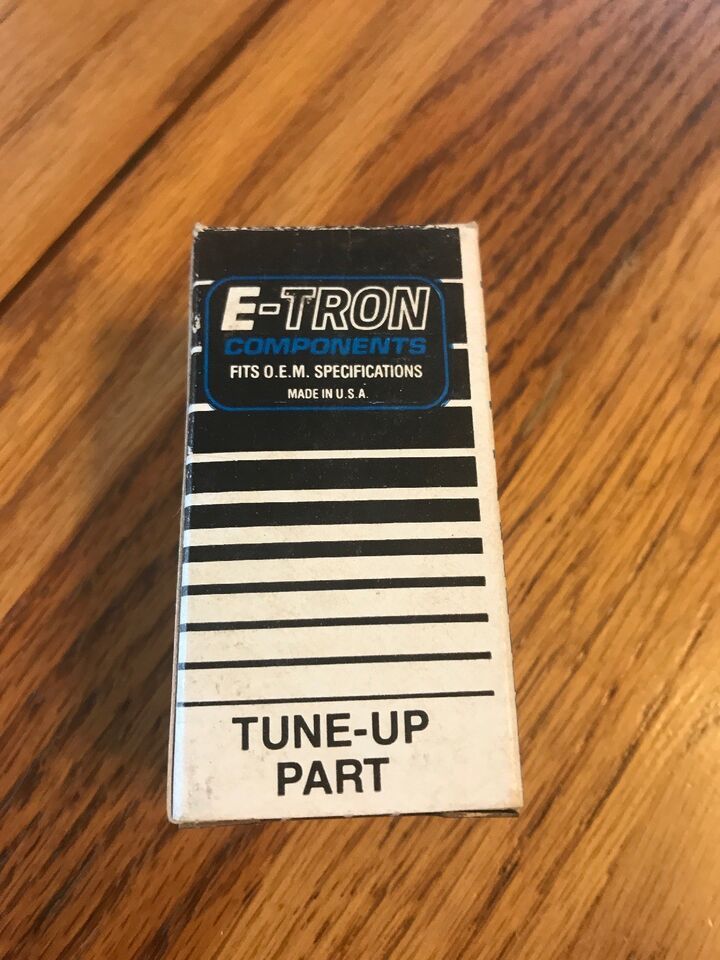 E-TRON
COMPONENTS
FITS O.E.M. SPECIFICATIONS
MADE IN U.S.A.
TUNE-UP
PART